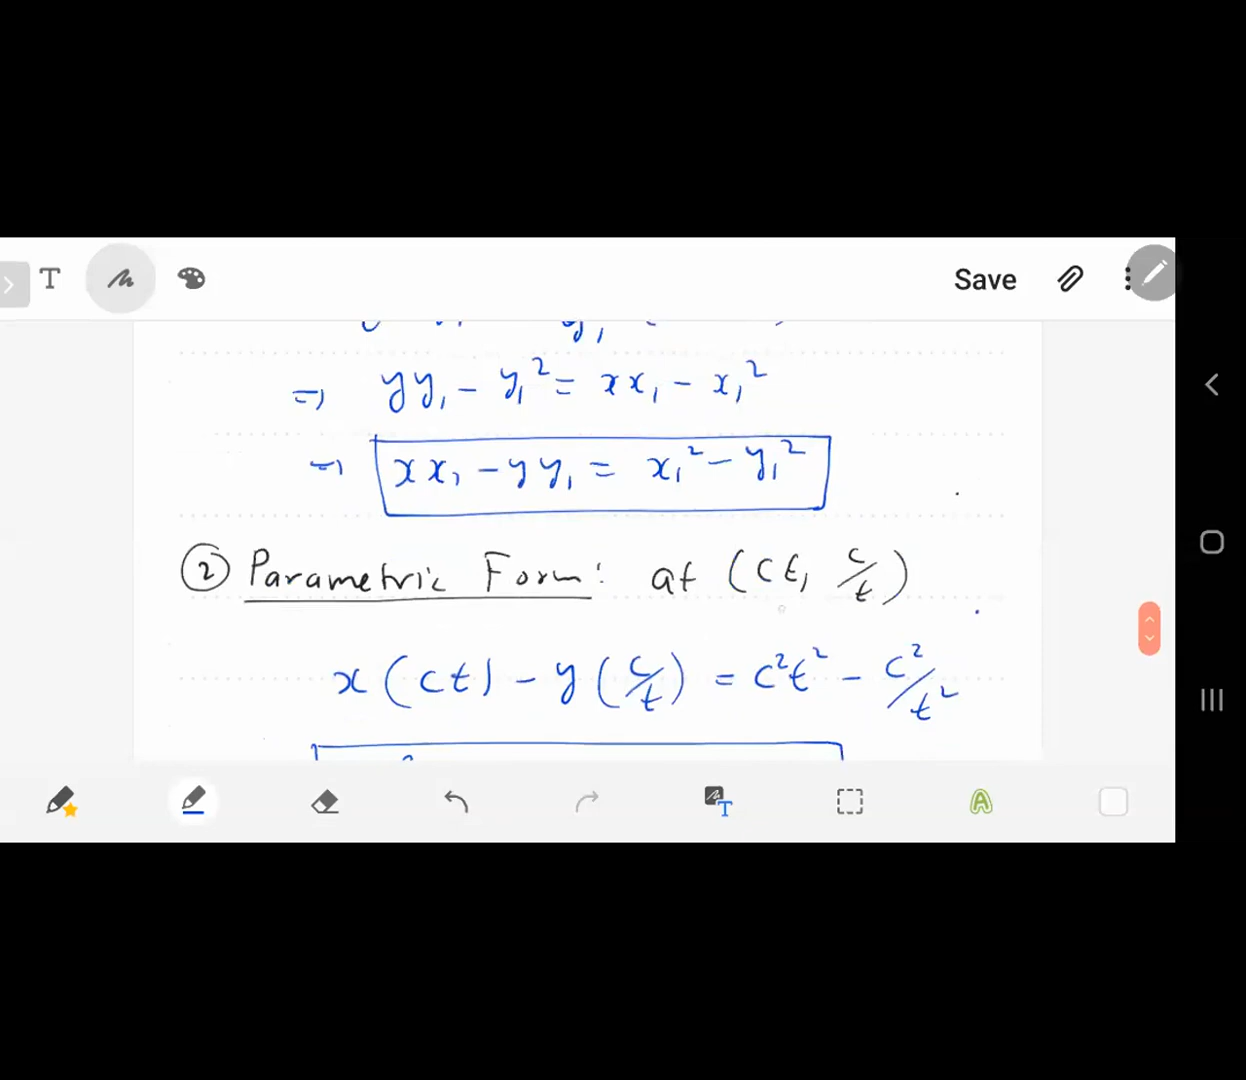 T Save
=) yy₁ - y₁² = xx₁ - x₁²
=) xx₁ - yy₁ = x₁² - y₁²
② Parametric Form: at (ct, c/t)
x(ct) - y(c/t) = c²t² - c²/t²
T
A